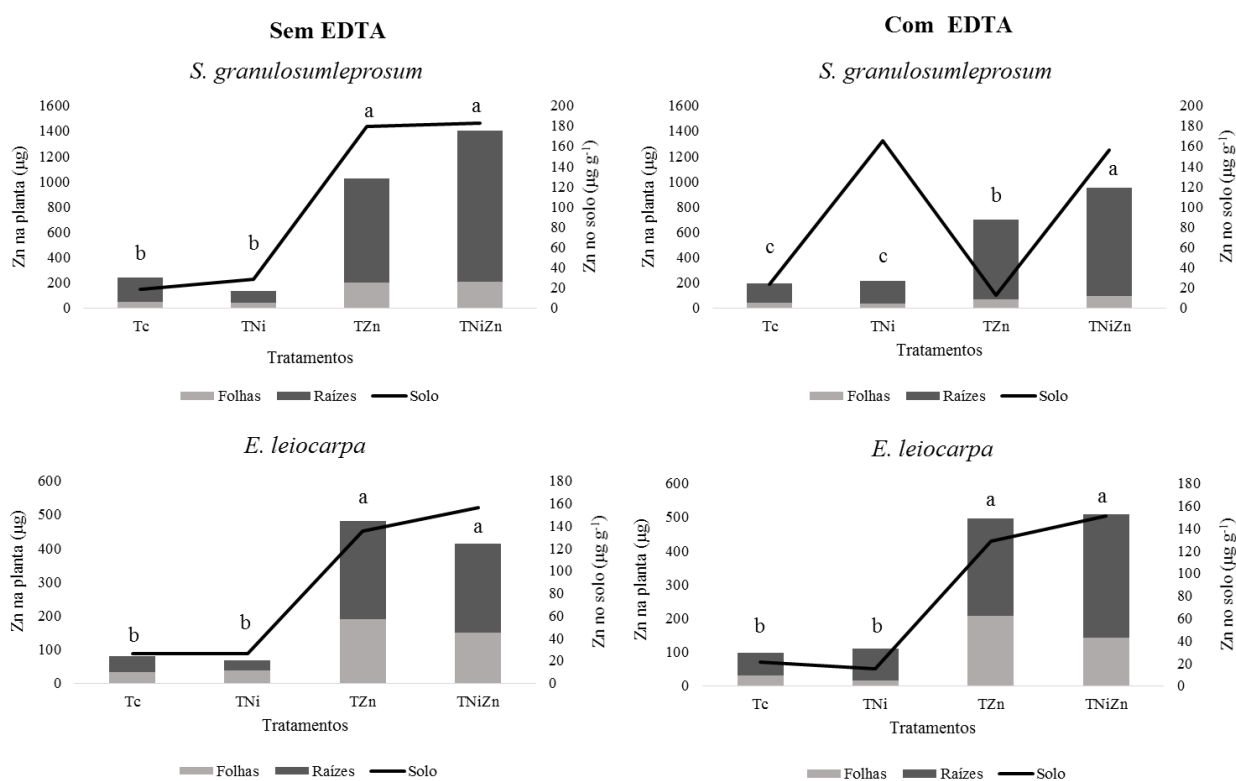 Sem EDTA
Com EDTA
S. granulosumleprosum
Zn na planta (µg)
1600
1400
1200
1000
800
600
400
200
0
b
b
a
a
200
180
160
140
120
100
80
60
40
20
0
Zn no solo (µg g-1)
Tc TNi TZn TNiZn
Tratamentos
Folhas Raízes Solo
S. granulosumleprosum
Zn na planta (µg)
1600
1400
1200
1000
800
600
400
200
0
c
c
b
a
200
180
160
140
120
100
80
60
40
20
0
Zn no solo (µg g-1)
Tc TNi TZn TNiZn
Tratamentos
Folhas Raízes Solo
E. leiocarpa
Zn na planta (µg)
600
500
400
300
200
100
0
b
b
a
a
180
160
140
120
100
80
60
40
20
0
Zn no solo (µg g-1)
Tc TNi TZn TNiZn
Tratamentos
Folhas Raízes Solo
E. leiocarpa
Zn na planta (µg)
600
500
400
300
200
100
0
b
b
a
a
180
160
140
120
100
80
60
40
20
0
Zn no solo (µg g-1)
Tc TNi TZn TNiZn
Tratamentos
Folhas Raízes Solo